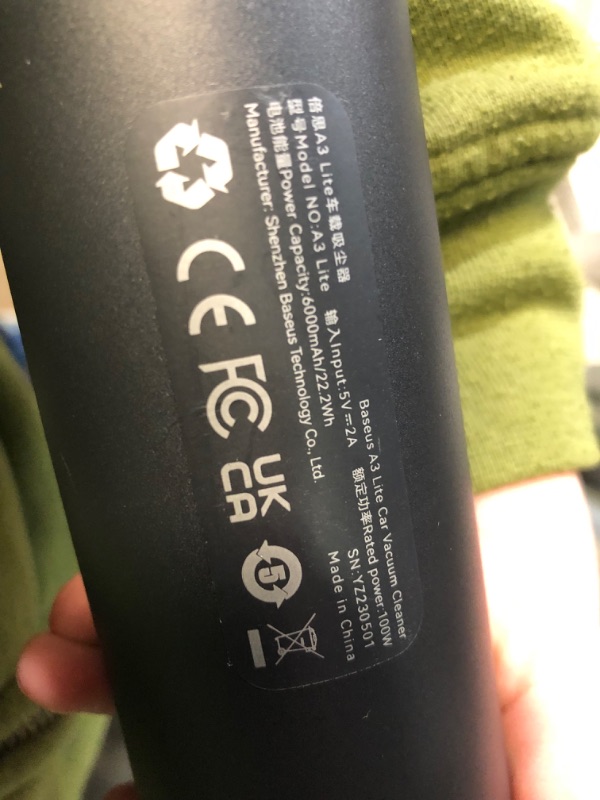 倍思A3 Lite车载吸尘器 Baseus A3 Lite Car Vacuum Cleaner
型号Model NO:A3 Lite 输入Input:5V⎓2A 额定功率Rated power:100W
电池能量Power Capacity:6000mAh/22.2Wh SN:YZ230501
Manufacturer: Shenzhen Baseus Technology Co., Ltd. Made in China
CE FC UK
CA
5